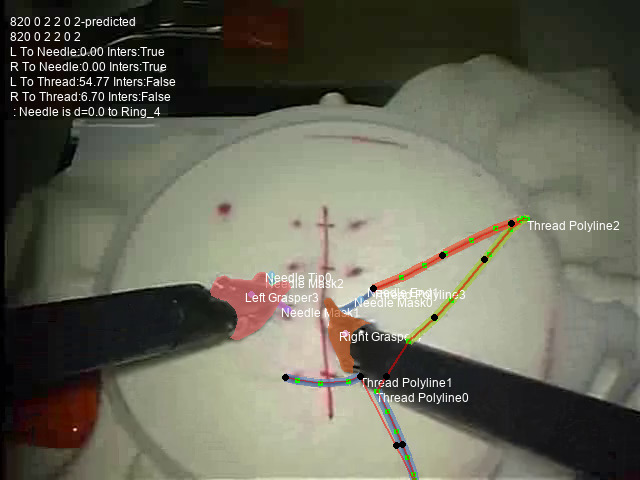 820 0 2 2 0 2-predicted
820 0 2 2 0 2
L To Needle:0.00 Inters:True
R To Needle:0.00 Inters:True
L To Thread:54.77 Inters:False
R To Thread:6.70 Inters:False
: Needle is d=0.0 to Ring_4
Thread Polyline2
Needle Tip0
Needle Mask2
Left Grasper3
Needle Mask1
Thread Polyline3
Needle Mask0
Right Grasper
Thread Polyline1
Thread Polyline0